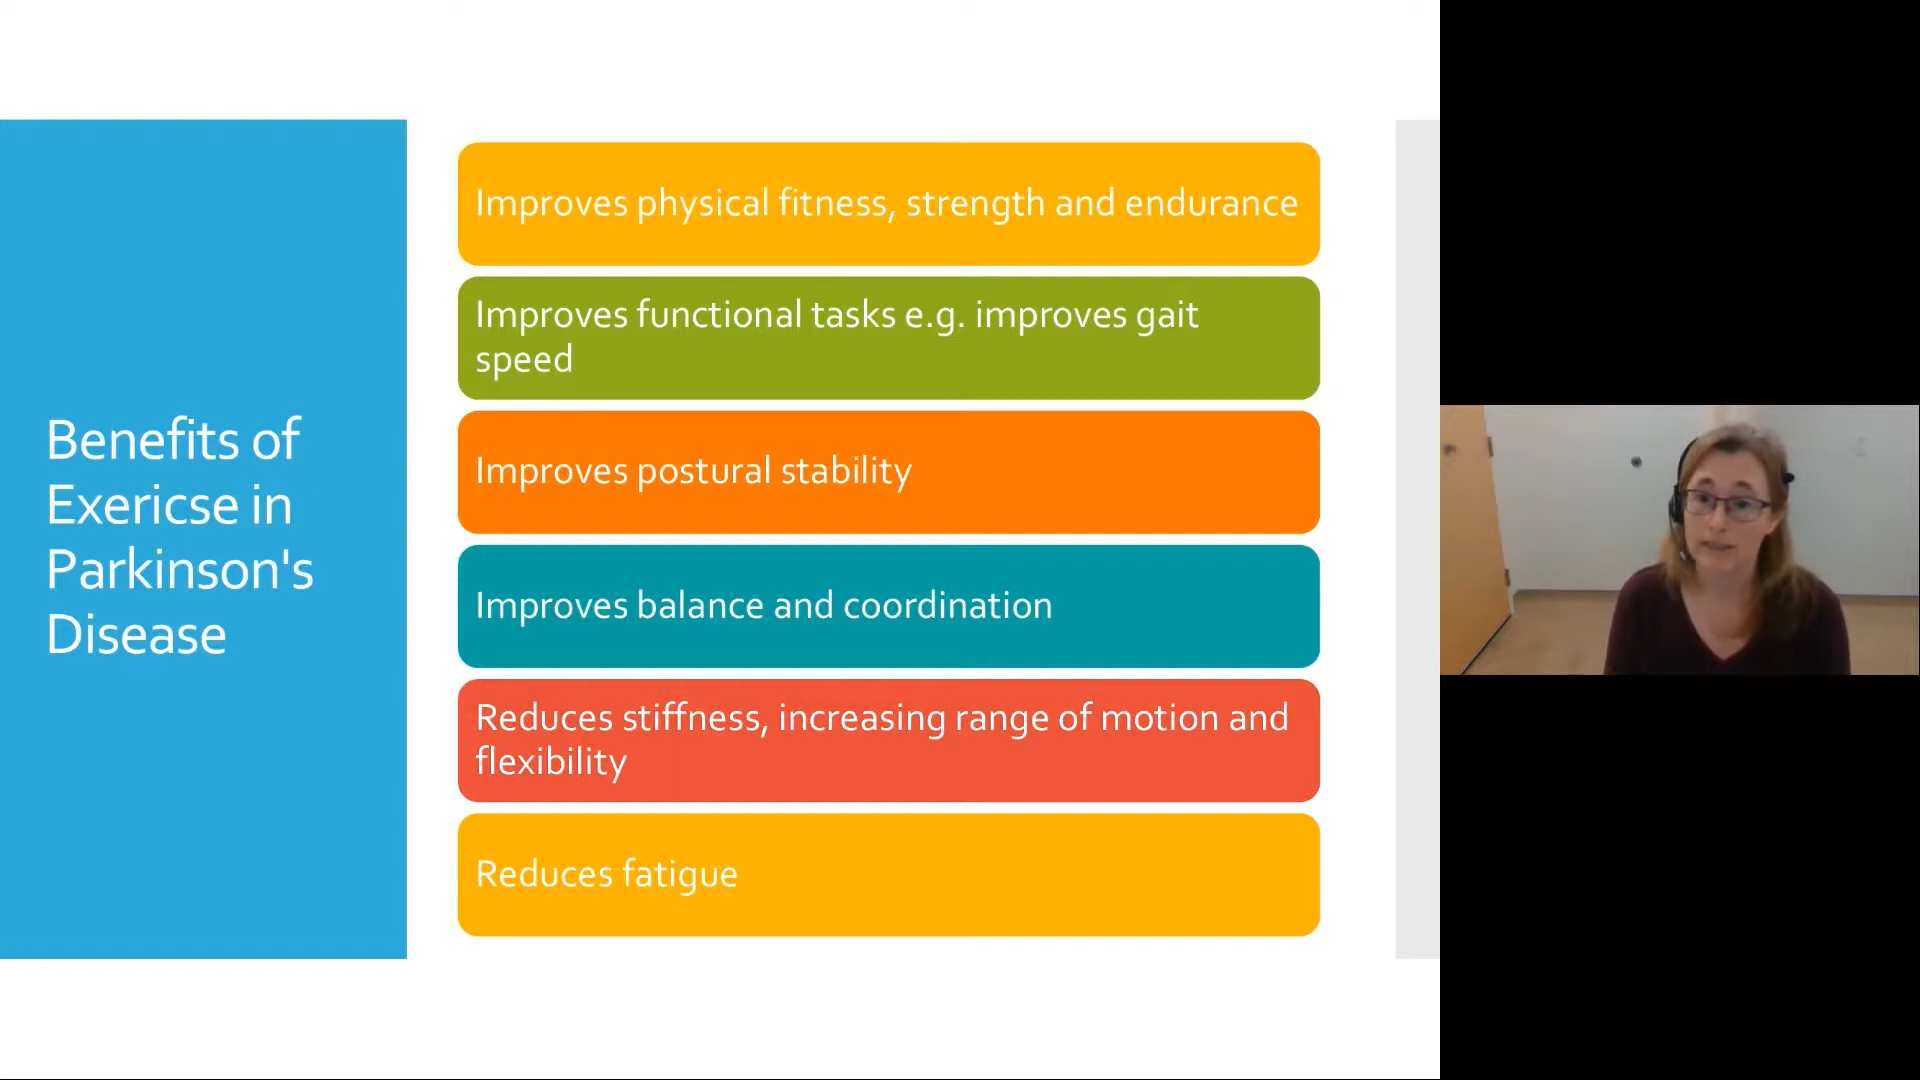 Benefits of
Exericse in
Parkinson's
Disease
Improves physical fitness, strength and endurance
Improves functional tasks e.g. improves gait
speed
Improves postural stability
Improves balance and coordination
Reduces stiffness, increasing range of motion and
flexibility
Reduces fatigue